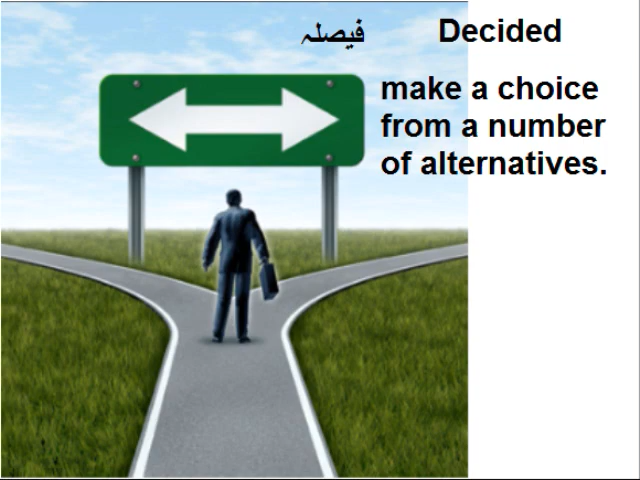 فیصلہ
Decided
make a choice
from a number
of alternatives.